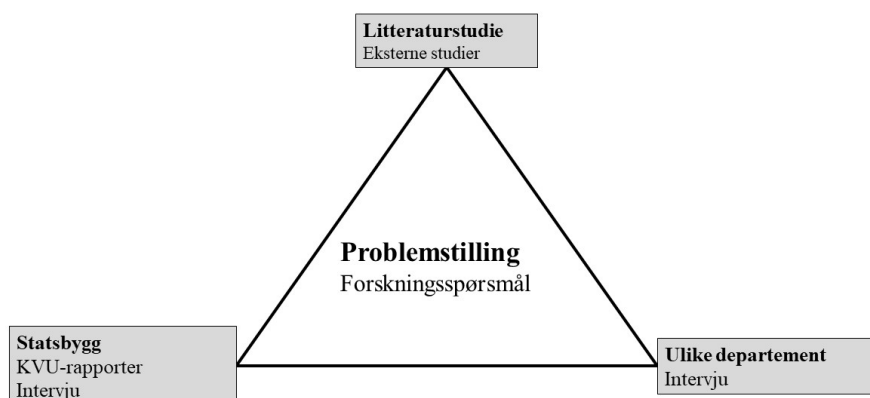 Litteraturstudie
Eksterne studier
Problemstilling
Forskningsspørsmål
Statsbygg
KVU-rapporter
Intervju
Ulike departement
Intervju